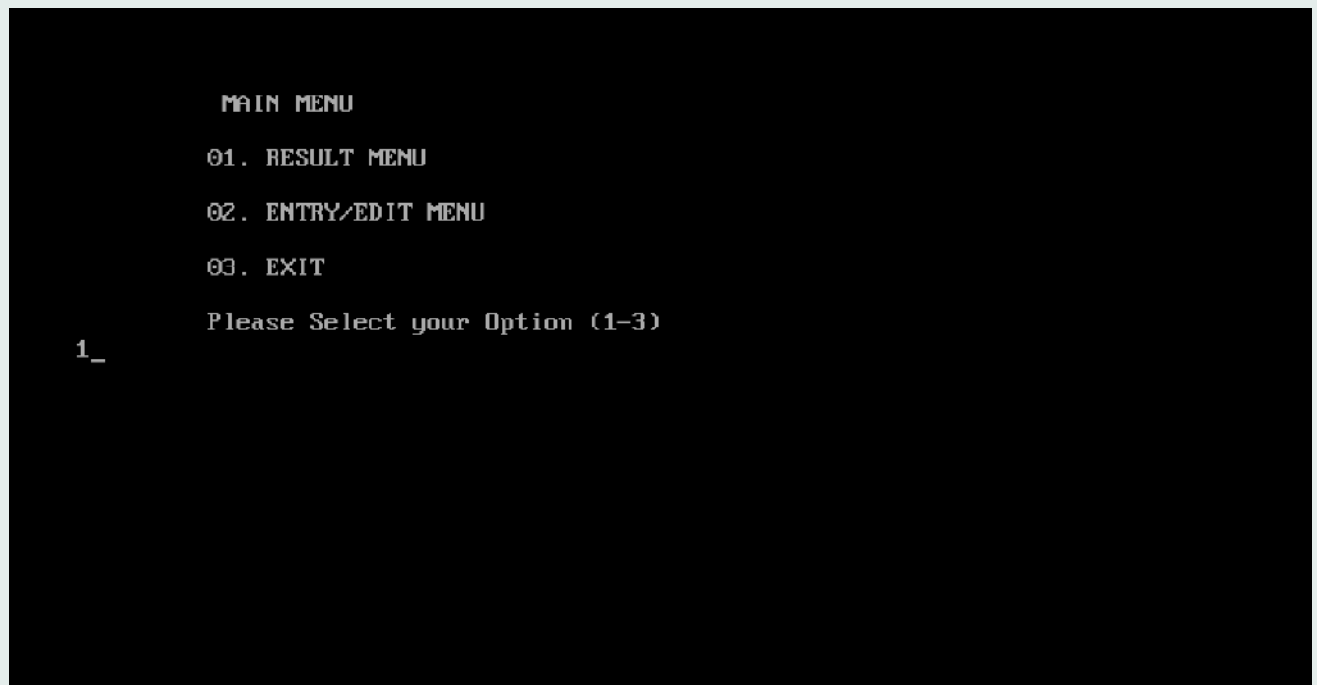 MAIN MENU
01. RESULT MENU
02. ENTRY/EDIT MENU
03. EXIT
Please Select your Option (1-3)
1_